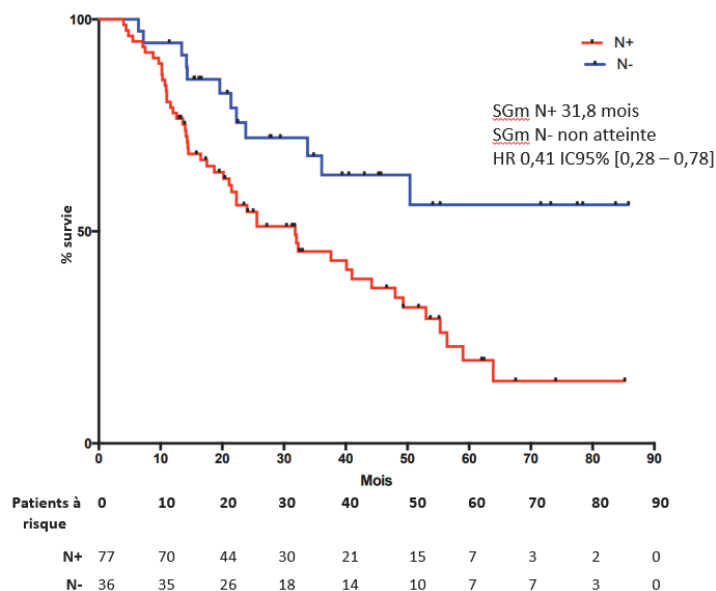 100
N+
N-
SGm N+ 31,8 mois
SGm N- non atteinte
HR 0,41 IC95% [0,28 – 0,78]
% survie
50
0
0 10 20 30 40 50 60 70 80 90
Mois
Patients à risque 0 10 20 30 40 50 60 70 80 90
N+ 77 70 44 30 21 15 7 3 2 0
N- 36 35 26 18 14 10 7 7 3 0